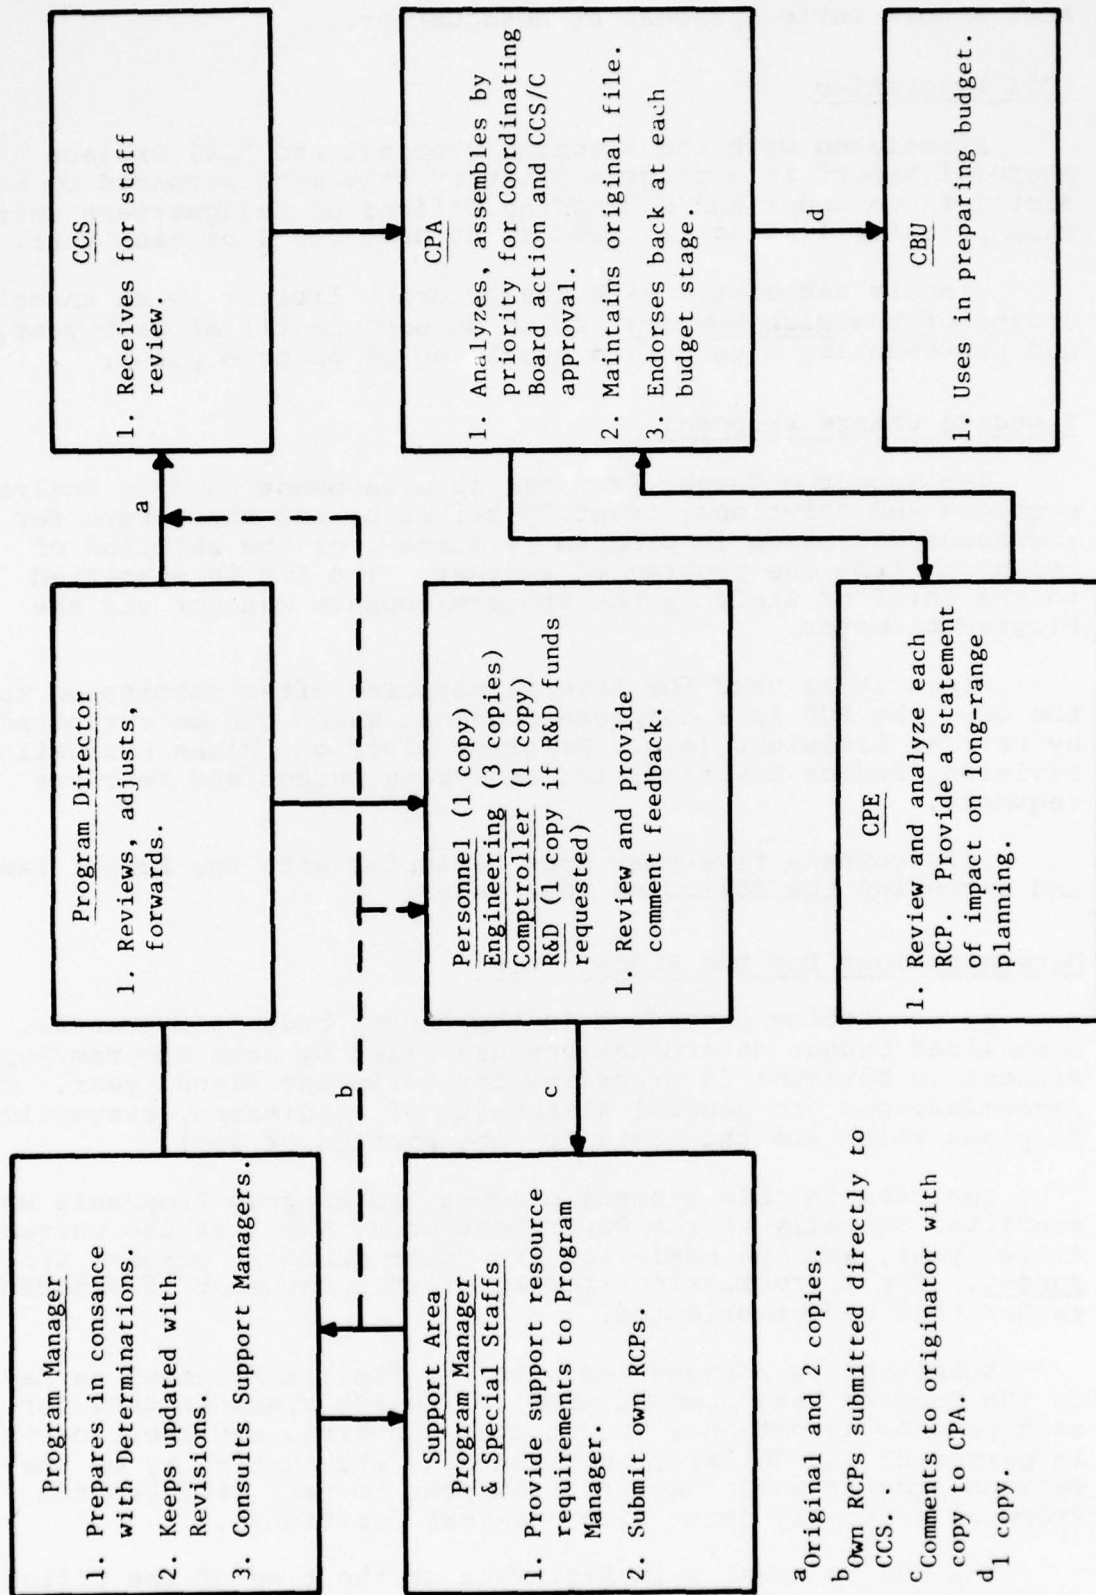 Program Manager
1. Prepares in consance
with Determinations.
2. Keeps updated with
Revisions.
3. Consults Support Managers.
Program Director
1. Reviews, adjusts,
forwards.
a
CCS
1. Receives for staff
review.
b
Support Area
Program Manager
& Special Staffs
1. Provide support resource
requirements to Program
Manager.
2. Submit own RCPs.
c
Personnel (1 copy)
Engineering (3 copies)
Comptroller (1 copy)
R&D (1 copy if R&D funds
requested)
1. Review and provide
comment feedback.
CPA
1. Analyzes, assembles by
priority for Coordinating
Board action and CCS/C
approval.
2. Maintains original file.
3. Endorses back at each
budget stage.
d
CPE
1. Review and analyze each
RCP. Provide a statement
of impact on long-range
planning.
CBU
1. Uses in preparing budget.
a Original and 2 copies.
b Own RCPs submitted directly to
CCS.
c Comments to originator with
copy to CPA.
d 1 copy.